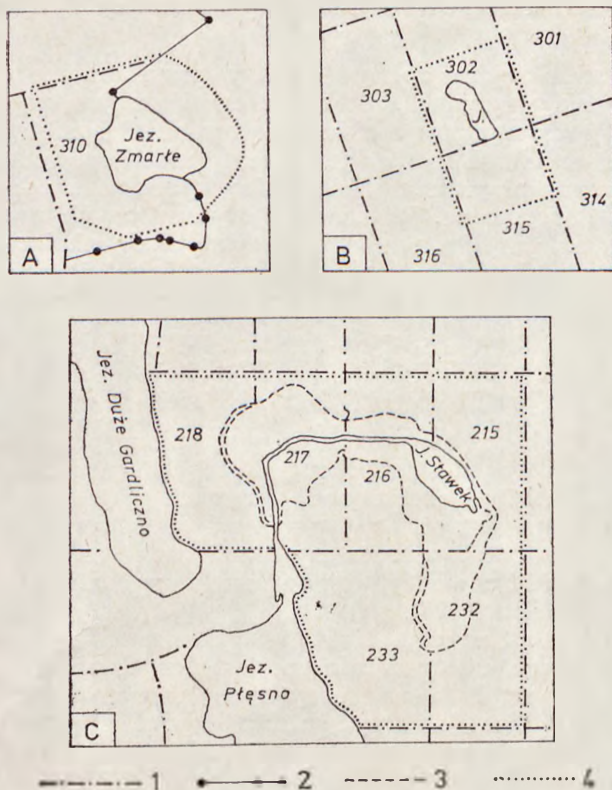 310
Jez.
Zmarłe
A
301
302
303
J.
314
315
316
B
Jez. Duże Gardliczno
218
217
216
215
J. Stawek
232
233
Jez.
Płęsno
C
1 2 3 4